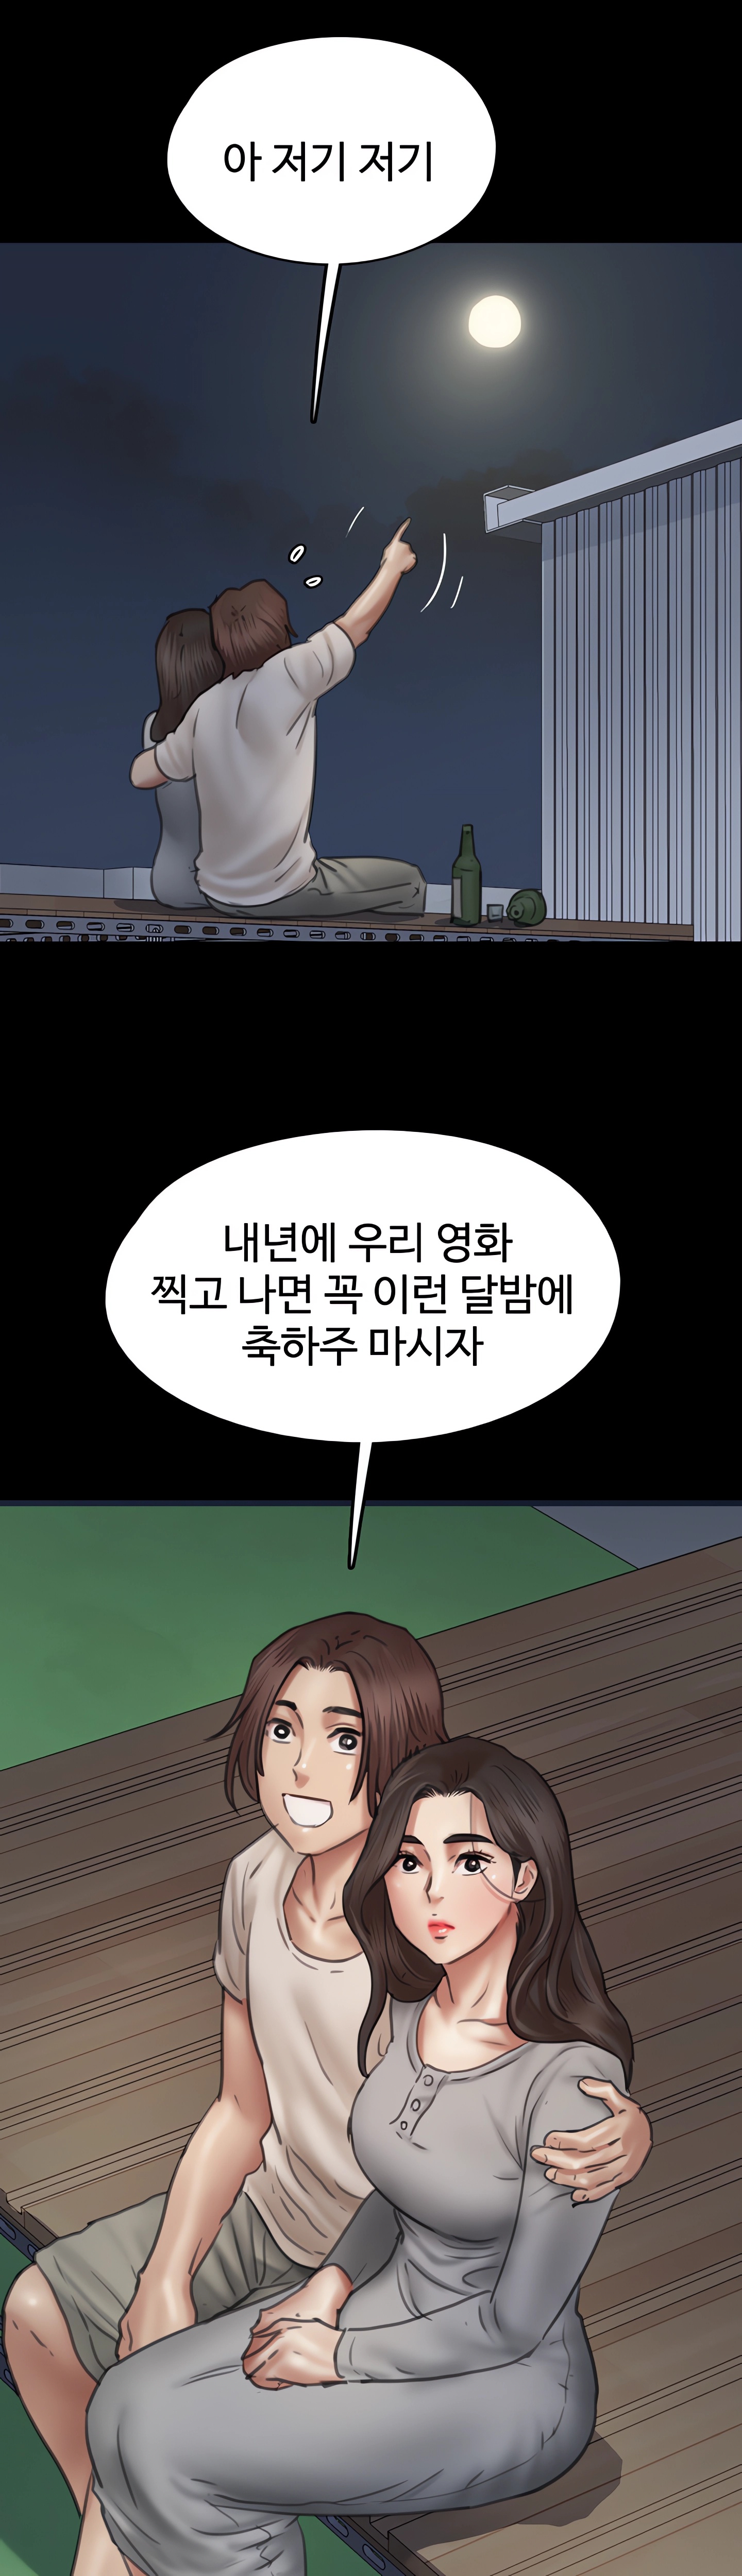 아 저기 저기
내년에 우리 영화
찍고 나면 꼭 이런 달밤에
축하주 마시자